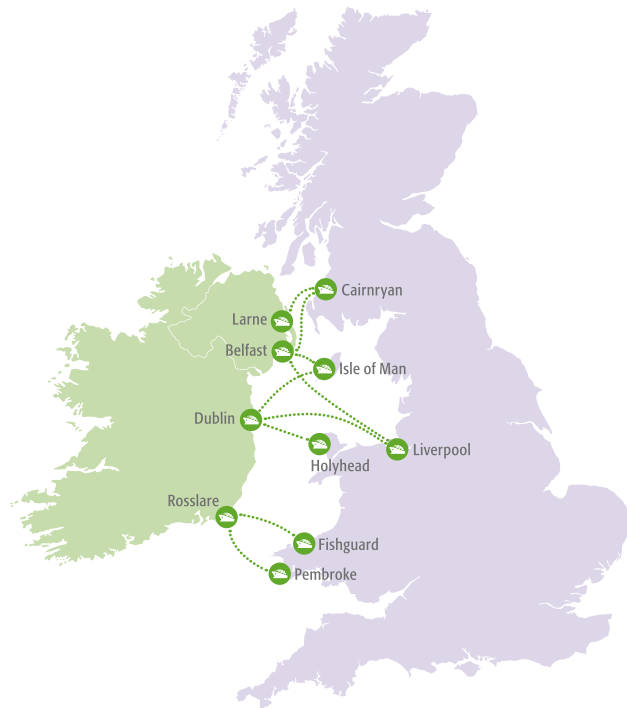 Cairnryan
Larne
Belfast
Isle of Man
Dublin
Liverpool
Holyhead
Rosslare
Fishguard
Pembroke